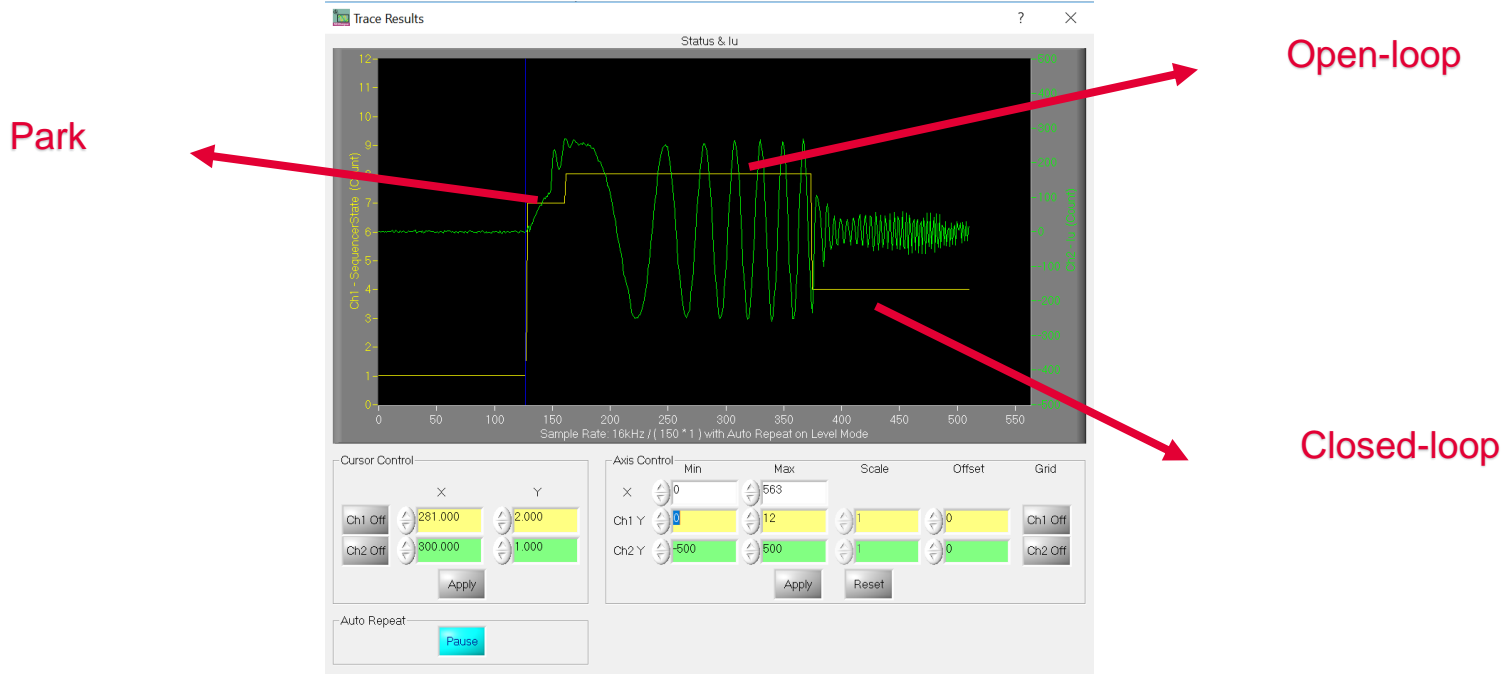 Trace Results
?
Status & Iu
Open-loop
Park
12
11
10
9
8
7
6
5
4
3
2
1
0
Ch1 - SequencerState (Count)
500
400
300
200
100
0
-100
-200
-300
-400
-500
Ch2 - Iu (Count)
0 50 100 150 200 250 300 350 400 450 500 550
Sample Rate: 16kHz / ( 150 * 1 ) with Auto Repeat on Level Mode
Closed-loop
Cursor Control
X Y
Ch1 Off 281.000 2.000
Ch2 Off 300.000 1.000
Apply
Axis Control
Min Max Scale Offset Grid
X 0 563
Ch1 Y 0 12 1 0 Ch1 Off
Ch2 Y -500 500 1 0 Ch2 Off
Apply Reset
Auto Repeat
Pause